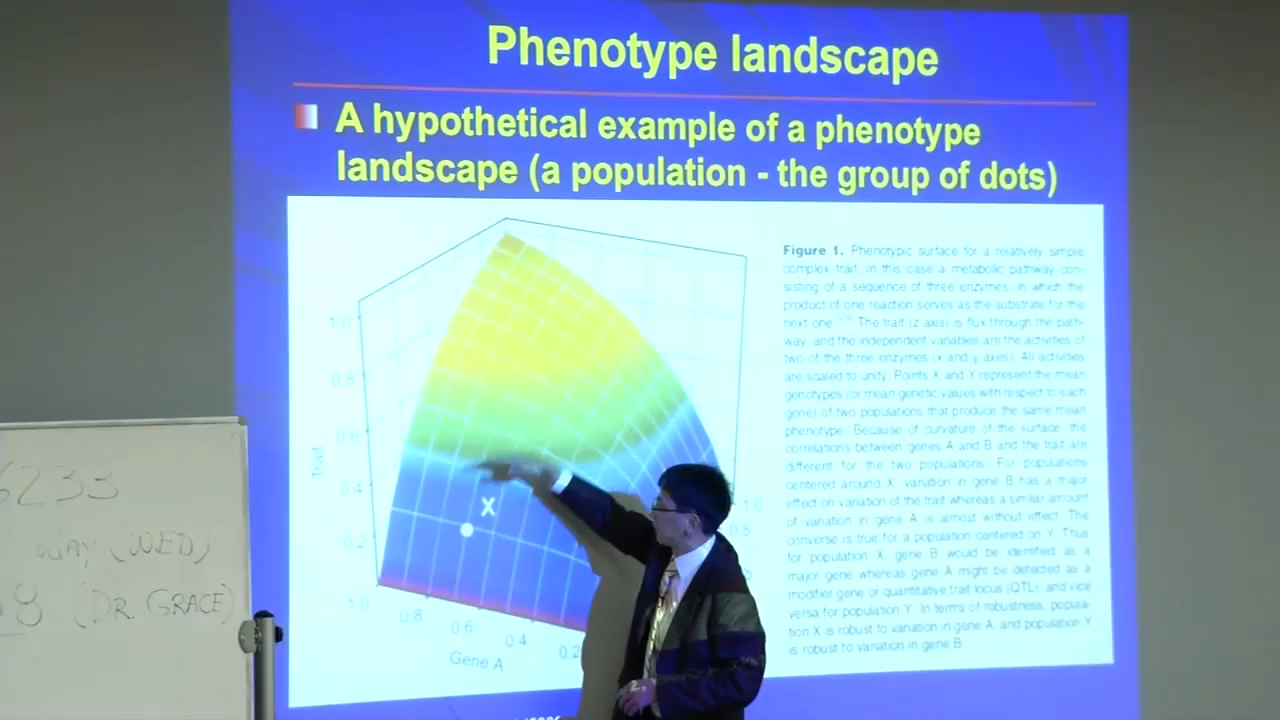 Phenotype landscape
A hypothetical example of a phenotype
landscape (a population - the group of dots)
Figure 1. Phenotypic surface for a relatively simple
complex trait, in this case a metabolic pathway con-
sisting of a sequence of three enzymes, in which the
product of one reaction serves as the substrate for the
next one. The trait (z axis) is flux through the path-
way, and the independent variables are the activities of
two of the three enzymes (x and y axes). All activities
are scaled to unity. Points X and Y represent the mean
genotypes (or mean genetic values with respect to each
gene) of two populations that produce the same mean
phenotype. Because of curvature of the surface, the
correlations between genes A and B and the trait are
different for the two populations. For populations
centered around X, variation in gene B has a major
effect on variation of the trait whereas a similar amount
of variation in gene A is almost without effect. The
converse is true for a population centered on Y. Thus
for population X, gene B would be identified as a
major gene whereas gene A might be detected as a
modifier gene or quantitative trait locus (QTL), and vice
versa for population Y. In terms of robustness, popula-
tion X is robust to variation in gene A, and population Y
is robust to variation in gene B.
1.0
0.8
0.6
0.4
0.2
Trait
X
1.0
0.8
0.6
0.4
0.2
Gene A
1.0
0.8
6233
(WED)
8 (DR. GRACE)